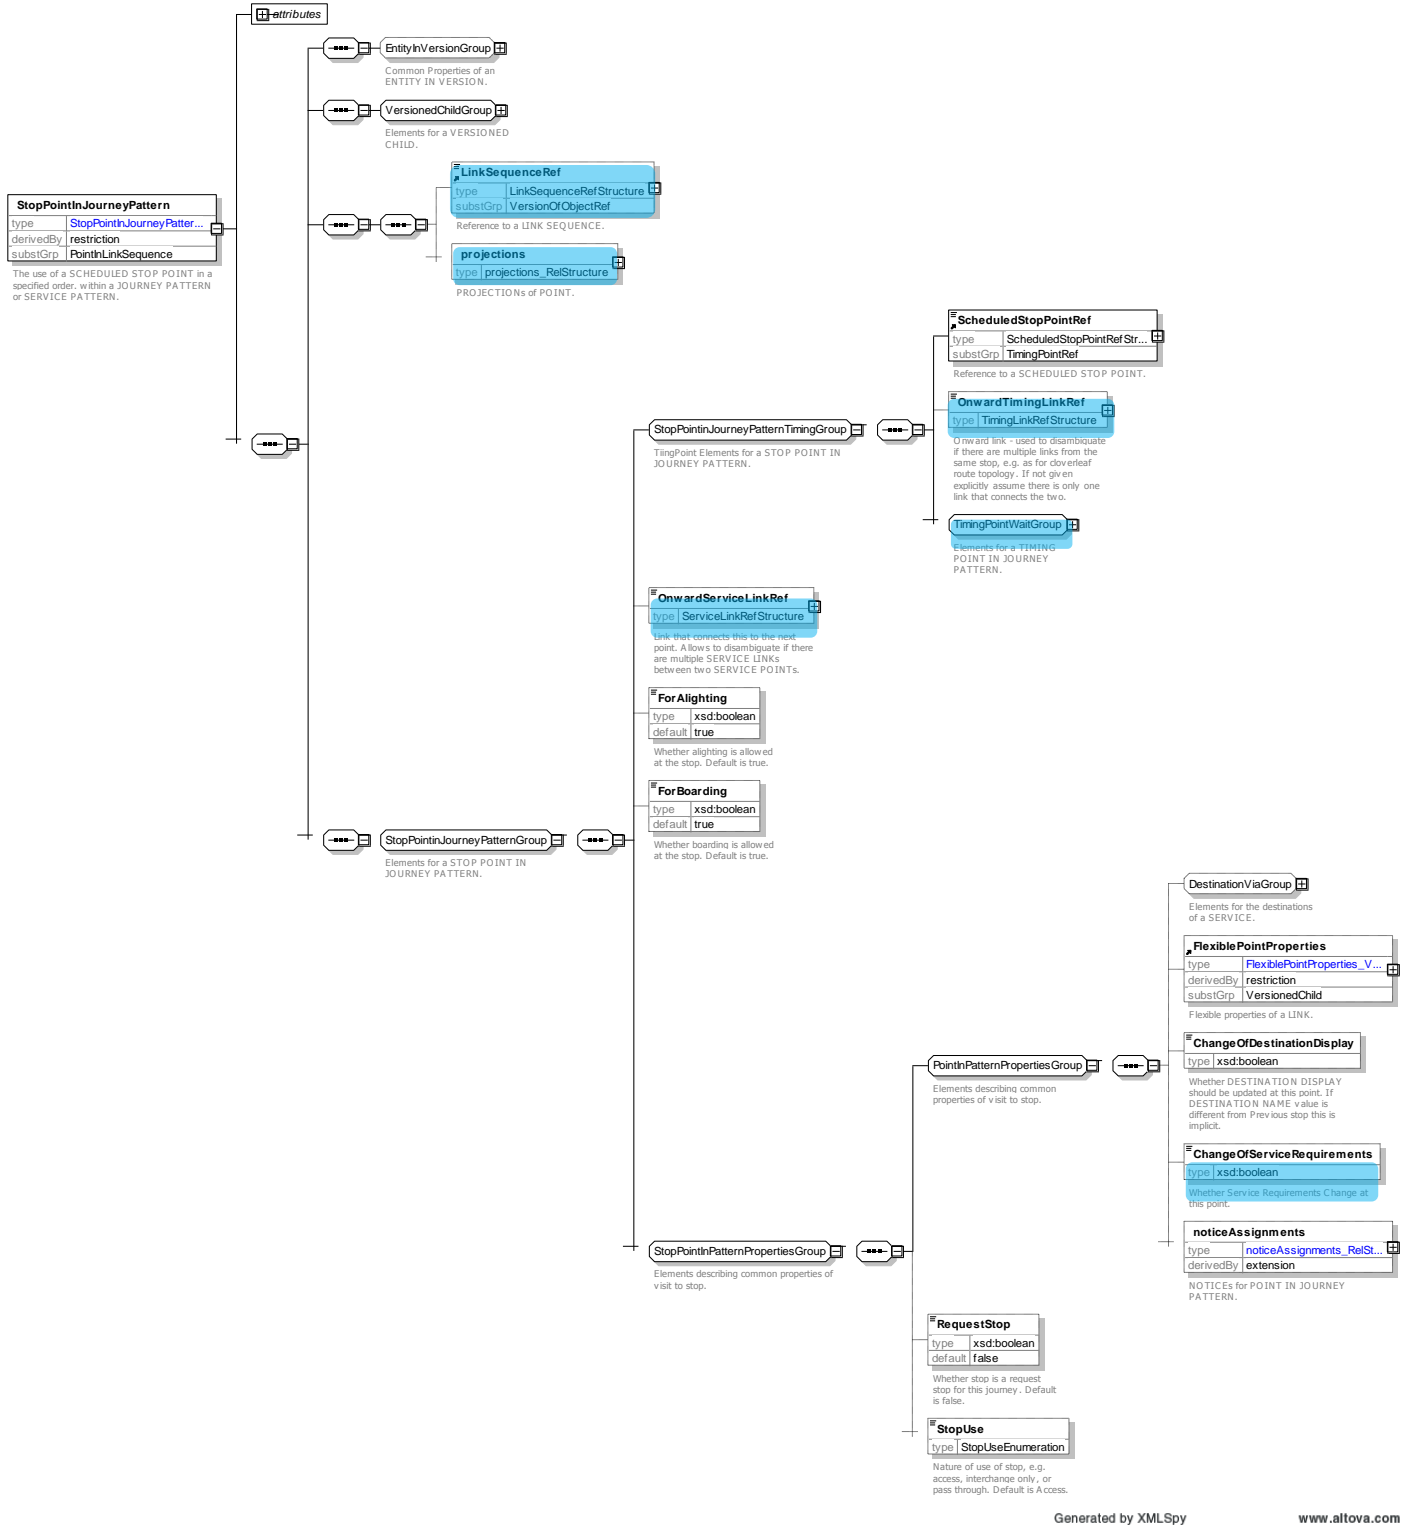 attributes
EntityInVersionGroup
Common Properties of an
ENTITY IN VERSION.
VersionedChildGroup
Elements for a VERSIONED
CHILD.
LinkSequenceRef
type LinkSequenceRefStructure
substGrp VersionOfObjectRef
Reference to a LINK SEQUENCE.
StopPointInJourneyPattern
type StopPointInJourneyPatter...
derivedBy restriction
substGrp PointInLinkSequence
The use of a SCHEDULED STOP POINT in a
specified order. within a JOURNEY PATTERN
or SERVICE PATTERN.
projections
type projections_RelStructure
PROJECTIONs of POINT.
ScheduledStopPointRef
type ScheduledStopPointRefStr...
substGrp TimingPointRef
Reference to a SCHEDULED STOP POINT.
OnwardTimingLinkRef
type TimingLinkRefStructure
Onward link - used to disambiguate
if there are multiple links from the
same stop, e.g. as for cloverleaf
route topology. If not given
explicitly assume there is only one
link that connects the two.
StopPointinJourneyPatternTimingGroup
TiingPoint Elements for a STOP POINT IN
JOURNEY PATTERN.
TimingPointWaitGroup
Elements for a TIMING
POINT IN JOURNEY
PATTERN.
OnwardServiceLinkRef
type ServiceLinkRefStructure
Link that connects this to the next
point. Allows to disambiguate if there
are multiple SERVICE LINKs
between two SERVICE POINTs.
ForAlighting
type xsd:boolean
default true
Whether alighting is allowed
at the stop. Default is true.
ForBoarding
type xsd:boolean
default true
Whether boarding is allowed
at the stop. Default is true.
StopPointinJourneyPatternGroup
Elements for a STOP POINT IN
JOURNEY PATTERN.
DestinationViaGroup
Elements for the destinations
of a SERVICE.
FlexiblePointProperties
type FlexiblePointProperties_V...
derivedBy restriction
substGrp VersionedChild
Flexible properties of a LINK.
ChangeOfDestinationDisplay
type xsd:boolean
Whether DESTINATION DISPLAY
should be updated at this point. If
DESTINATION NAME value is
different from Previous stop this is
implicit.
PointInPatternPropertiesGroup
Elements describing common
properties of visit to stop.
ChangeOfServiceRequirements
type xsd:boolean
Whether Service Requirements Change at
this point.
noticeAssignments
type noticeAssignments_RelSt...
derivedBy extension
NOTICEs for POINT IN JOURNEY
PATTERN.
StopPointInPatternPropertiesGroup
Elements describing common properties of
visit to stop.
RequestStop
type xsd:boolean
default false
Whether stop is a request
stop for this journey. Default
is false.
StopUse
type StopUseEnumeration
Nature of use of stop, e.g.
access, interchange only, or
pass through. Default is Access.
Generated by XMLSpy www.altova.com